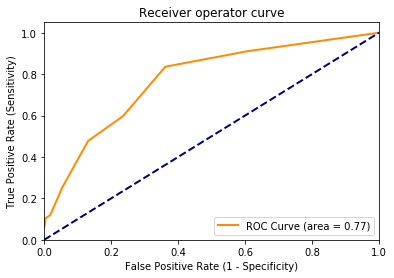 Receiver operator curve
True Positive Rate (Sensitivity)
1.0
0.8
0.6
0.4
0.2
0.0
ROC Curve (area = 0.77)
0.0 0.2 0.4 0.6 0.8 1.0
False Positive Rate (1 - Specificity)